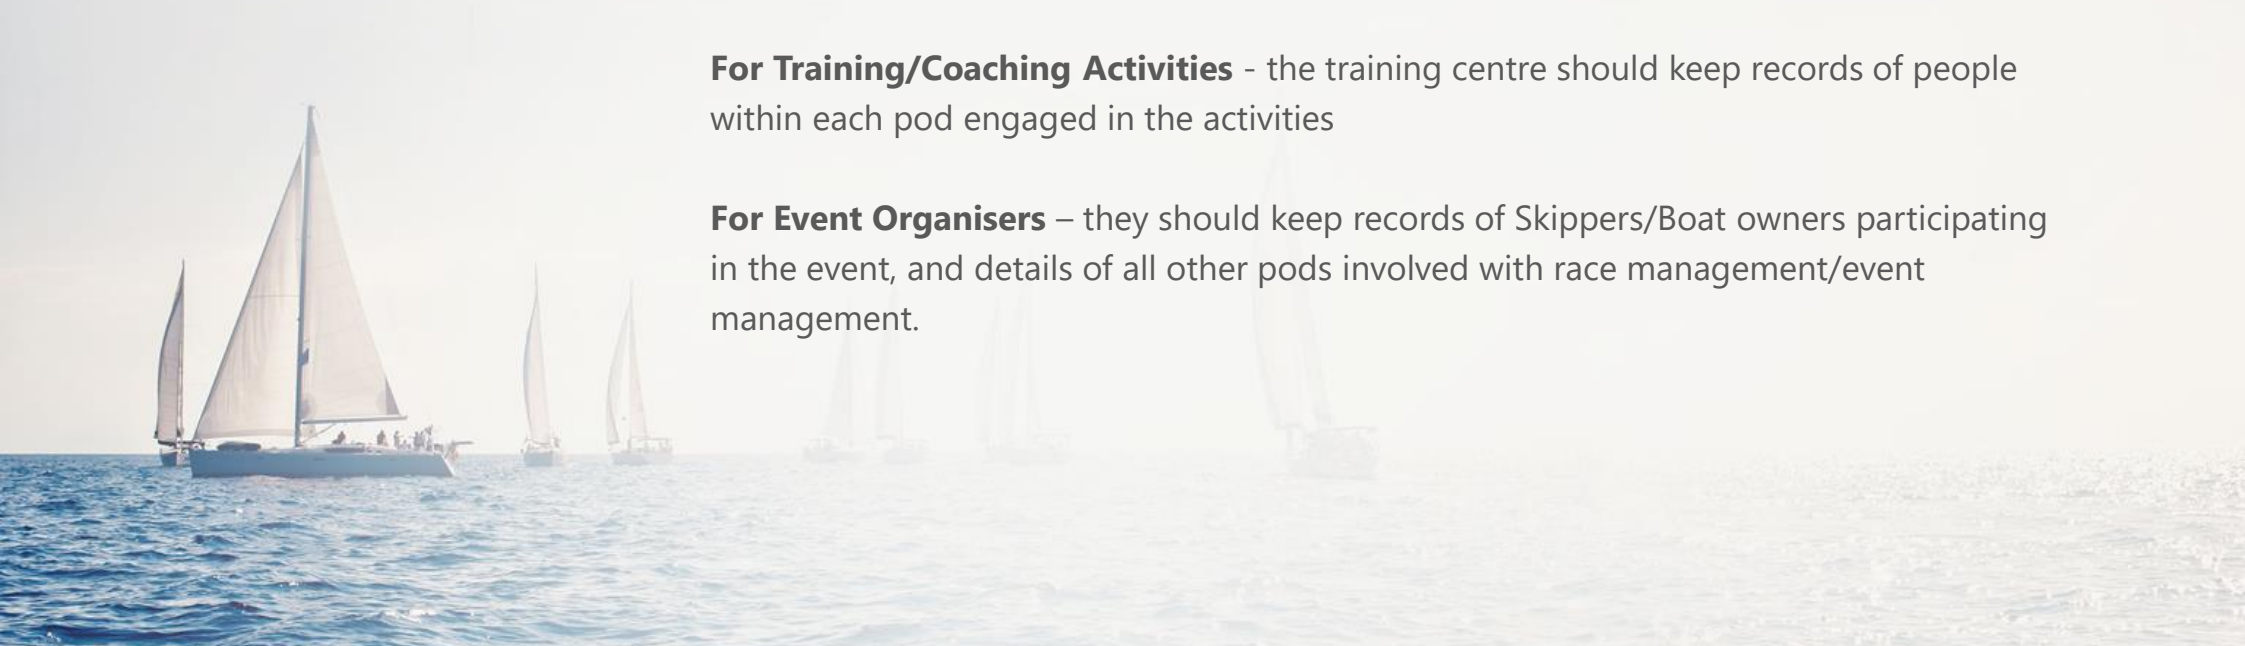 For Training/Coaching Activities - the training centre should keep records of people
within each pod engaged in the activities
For Event Organisers – they should keep records of Skippers/Boat owners participating
in the event, and details of all other pods involved with race management/event
management.